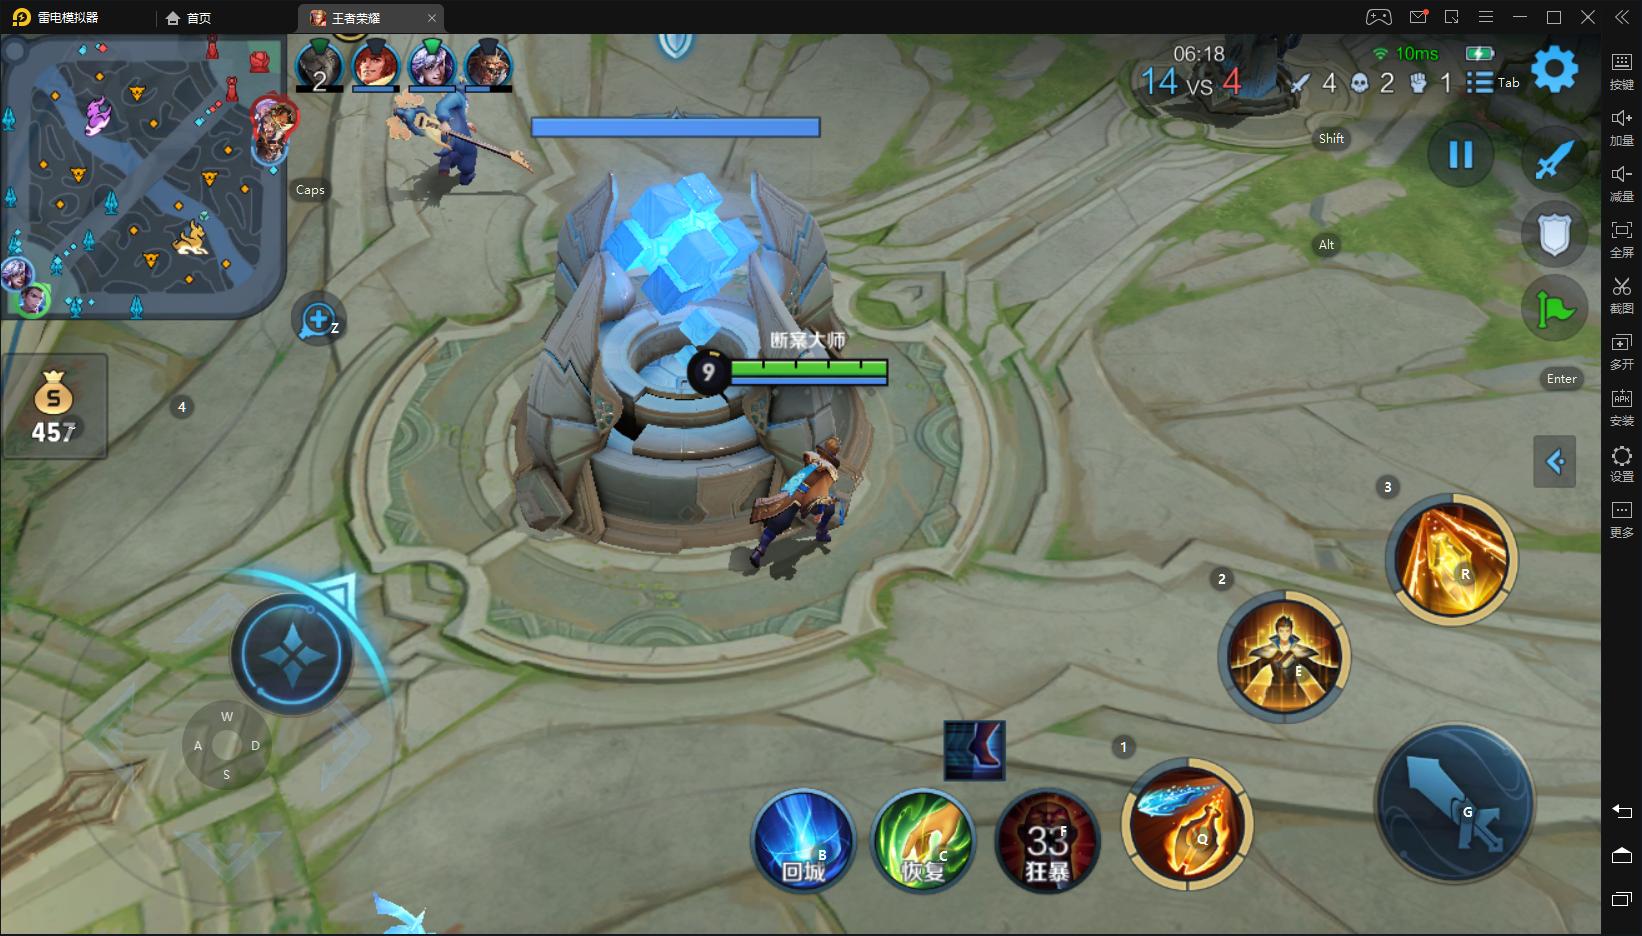 雷电模拟器
首页
王者荣耀
2
06:18
10ms
14 vs 4
4
2
1
Tab
Shift
Caps
Alt
Z
Enter
457
4
断案大师
9
按键
加量
减量
全屏
截图
多开
安装
APK
设置
更多
3
R
2
E
W
A
D
S
1
Q
G
B
回城
C
恢复
33
F
狂暴